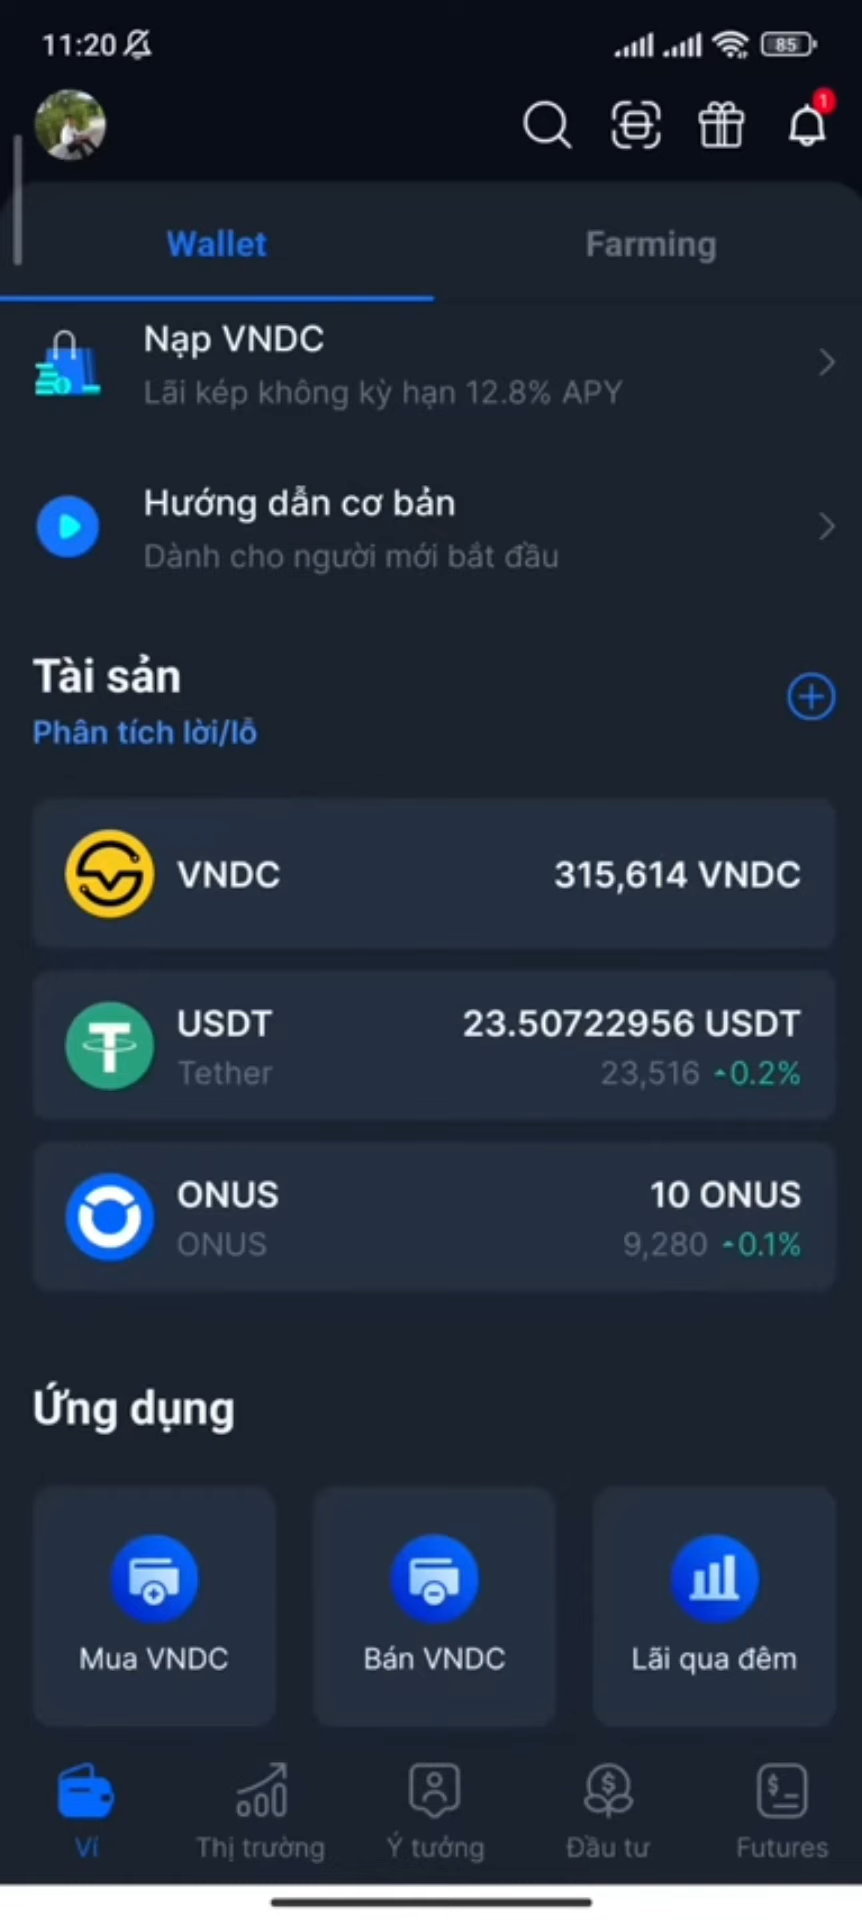 11:20
85
1
Wallet
Farming
Nạp VNDC
Lãi kép không kỳ hạn 12.8% APY
Hướng dẫn cơ bản
Dành cho người mới bắt đầu
Tài sản
Phân tích lời/lỗ
VNDC
315,614 VNDC
USDT
23.50722956 USDT
Tether
23,516
0.2%
ONUS
10 ONUS
ONUS
9,280
0.1%
Ứng dụng
Mua VNDC
Bán VNDC
Lãi qua đêm
Ví
Thị trường
Ý tưởng
Đầu tư
Futures